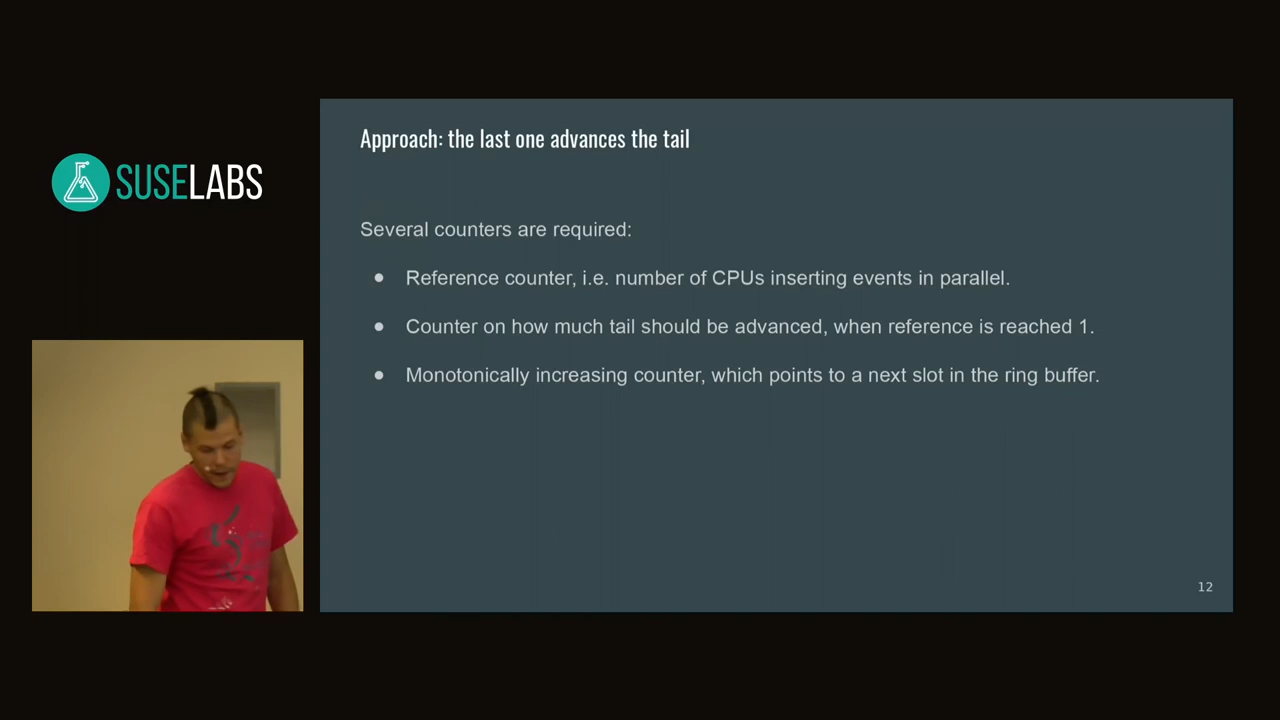 SUSELABS
Approach: the last one advances the tail
Several counters are required:
● Reference counter, i.e. number of CPUs inserting events in parallel.
● Counter on how much tail should be advanced, when reference is reached 1.
● Monotonically increasing counter, which points to a next slot in the ring buffer.
12